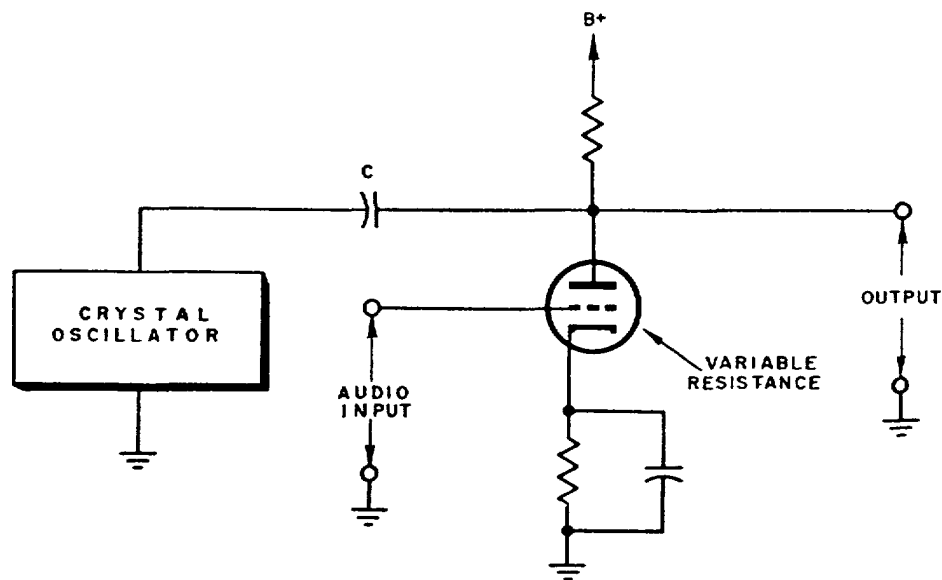 B+
C
CRYSTAL
OSCILLATOR
AUDIO
INPUT
VARIABLE
RESISTANCE
OUTPUT